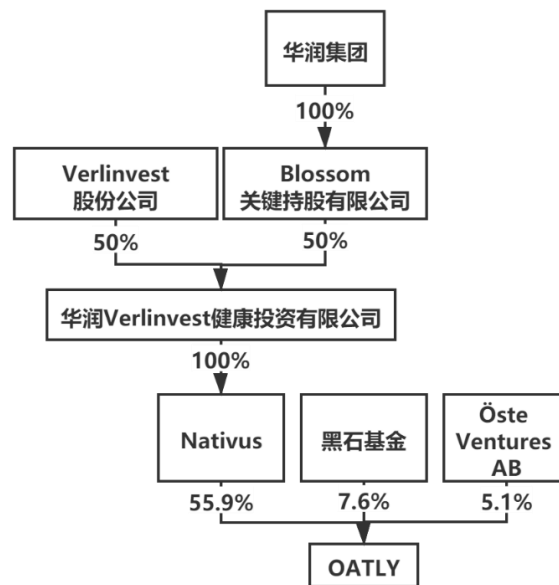 华润集团
100%
Verlinvest
股份公司
Blossom
关键持股有限公司
50%
50%
华润Verlinvest健康投资有限公司
100%
Nativus
黑石基金
Öste
Ventures
AB
55.9%
7.6%
5.1%
OATLY